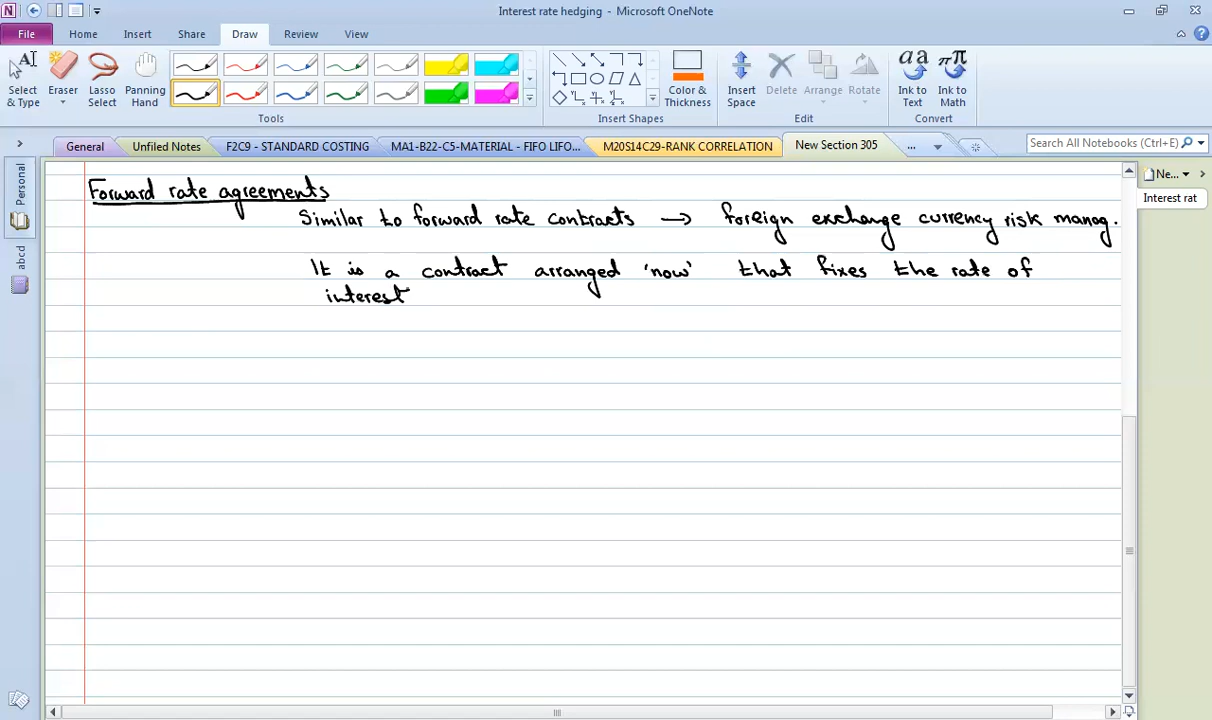 Interest rate hedging - Microsoft OneNote
File Home Insert Share Draw Review View
Select & Type
Eraser
Lasso Select
Panning Hand
Color & Thickness
Insert Space
Delete
Arrange
Rotate
Ink to Text
Ink to Math
Tools
Insert Shapes
Edit
Convert
General Unfiled Notes F2C9 - STANDARD COSTING MA1-B22-C5-MATERIAL - FIFO LIFO... M20S14C29-RANK CORRELATION New Section 305 ... Search All Notebooks (Ctrl+E)
Personal
abcd
Ne...
Interest rat
Forward rate agreements
Similar to forward rate contracts → foreign exchange currency risk manag.
It is a contract arranged 'now' that fixes the rate of
interest